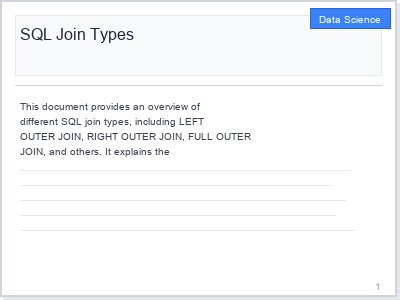 Data Science
SQL Join Types
This document provides an overview of
different SQL join types, including LEFT
OUTER JOIN, RIGHT OUTER JOIN, FULL OUTER
JOIN, and others. It explains the
1